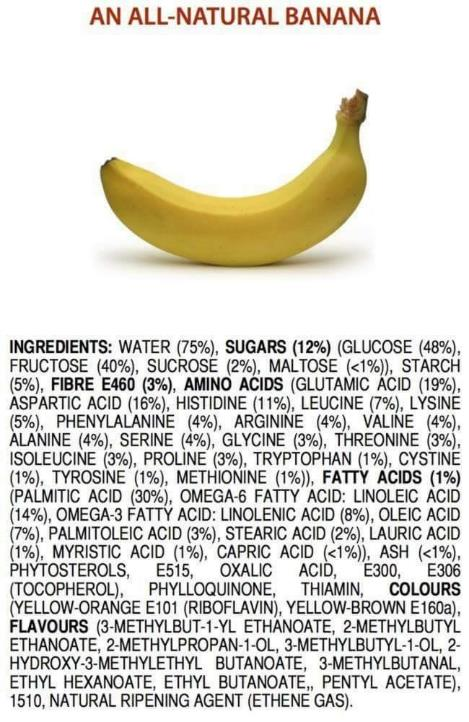 AN ALL-NATURAL BANANA
INGREDIENTS: WATER (75%), SUGARS (12%) (GLUCOSE (48%),
FRUCTOSE (40%), SUCROSE (2%), MALTOSE (<1%)), STARCH
(5%), FIBRE E460 (3%), AMINO ACIDS (GLUTAMIC ACID (19%),
ASPARTIC ACID (16%), HISTIDINE (11%), LEUCINE (7%), LYSINE
(5%), PHENYLALANINE (4%), ARGININE (4%), VALINE (4%),
ALANINE (4%), SERINE (4%), GLYCINE (3%), THREONINE (3%),
ISOLEUCINE (3%), PROLINE (3%), TRYPTOPHAN (1%), CYSTINE
(1%), TYROSINE (1%), METHIONINE (1%)), FATTY ACIDS (1%)
(PALMITIC ACID (30%), OMEGA-6 FATTY ACID: LINOLEIC ACID
(14%), OMEGA-3 FATTY ACID: LINOLENIC ACID (8%), OLEIC ACID
(7%), PALMITOLEIC ACID (3%), STEARIC ACID (2%), LAURIC ACID
(1%), MYRISTIC ACID (1%), CAPRIC ACID (<1%)), ASH (<1%),
PHYTOSTEROLS, E515, OXALIC ACID, E300, E306
(TOCOPHEROL), PHYLLOQUINONE, THIAMIN, COLOURS
(YELLOW-ORANGE E101 (RIBOFLAVIN), YELLOW-BROWN E160a),
FLAVOURS (3-METHYLBUT-1-YL ETHANOATE, 2-METHYLBUTYL
ETHANOATE, 2-METHYLPROPAN-1-OL, 3-METHYLBUTYL-1-OL, 2-
HYDROXY-3-METHYLETHYL BUTANOATE, 3-METHYLBUTANAL,
ETHYL HEXANOATE, ETHYL BUTANOATE,, PENTYL ACETATE),
1510, NATURAL RIPENING AGENT (ETHENE GAS).